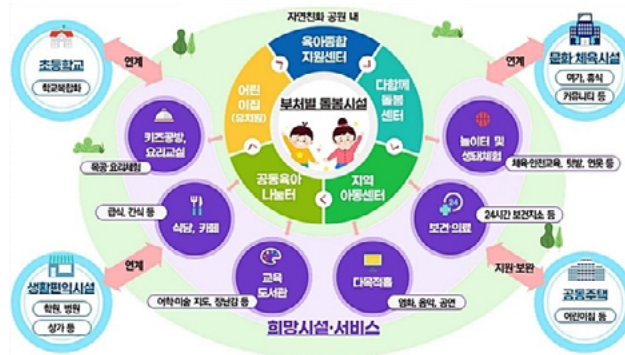 자연친화 공원 내
초등학교
학교복합화
연계
육아종합
지원센터
어린
이집
(유치원)
다함께
돌봄
센터
부처별 돌봄시설
공동육아
나눔터
지역
아동센터
연계
문화 체육시설
여가, 휴식
커뮤니티 등
키즈공방,
요리교실
목공·요리체험
놀이터 및
생태체험
체육·안전교육, 텃밭, 연못 등
식당, 카페
급식, 간식 등
24
보건·의료
24시간 보건지소 등
교육
도서관
어학·미술 지도, 장난감 등
다목적홀
영화, 음악, 공연
희망시설·서비스
생활편익시설
학원, 병원
상가 등
연계
지원·보완
공동주택
어린이집 등